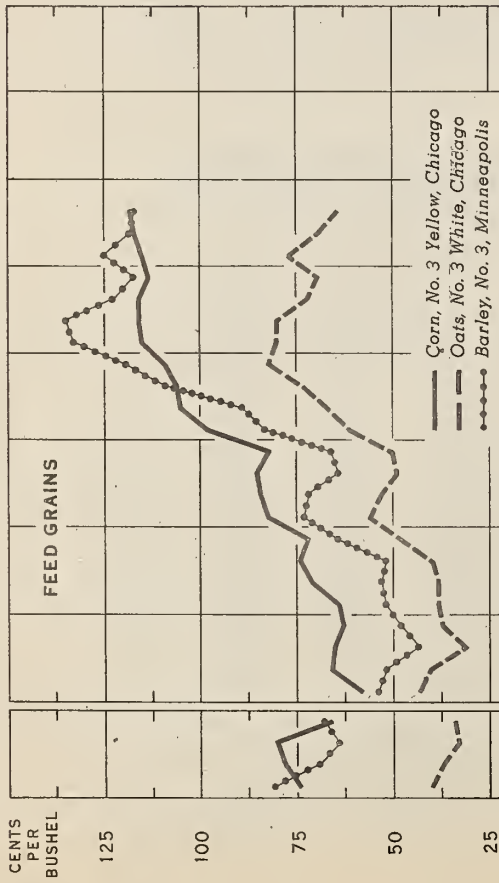 CENTS
PER
BUSHEL
FEED GRAINS
125
100
75
50
25
Corn, No. 3 Yellow, Chicago
Oats, No. 3 White, Chicago
Barley, No. 3, Minneapolis